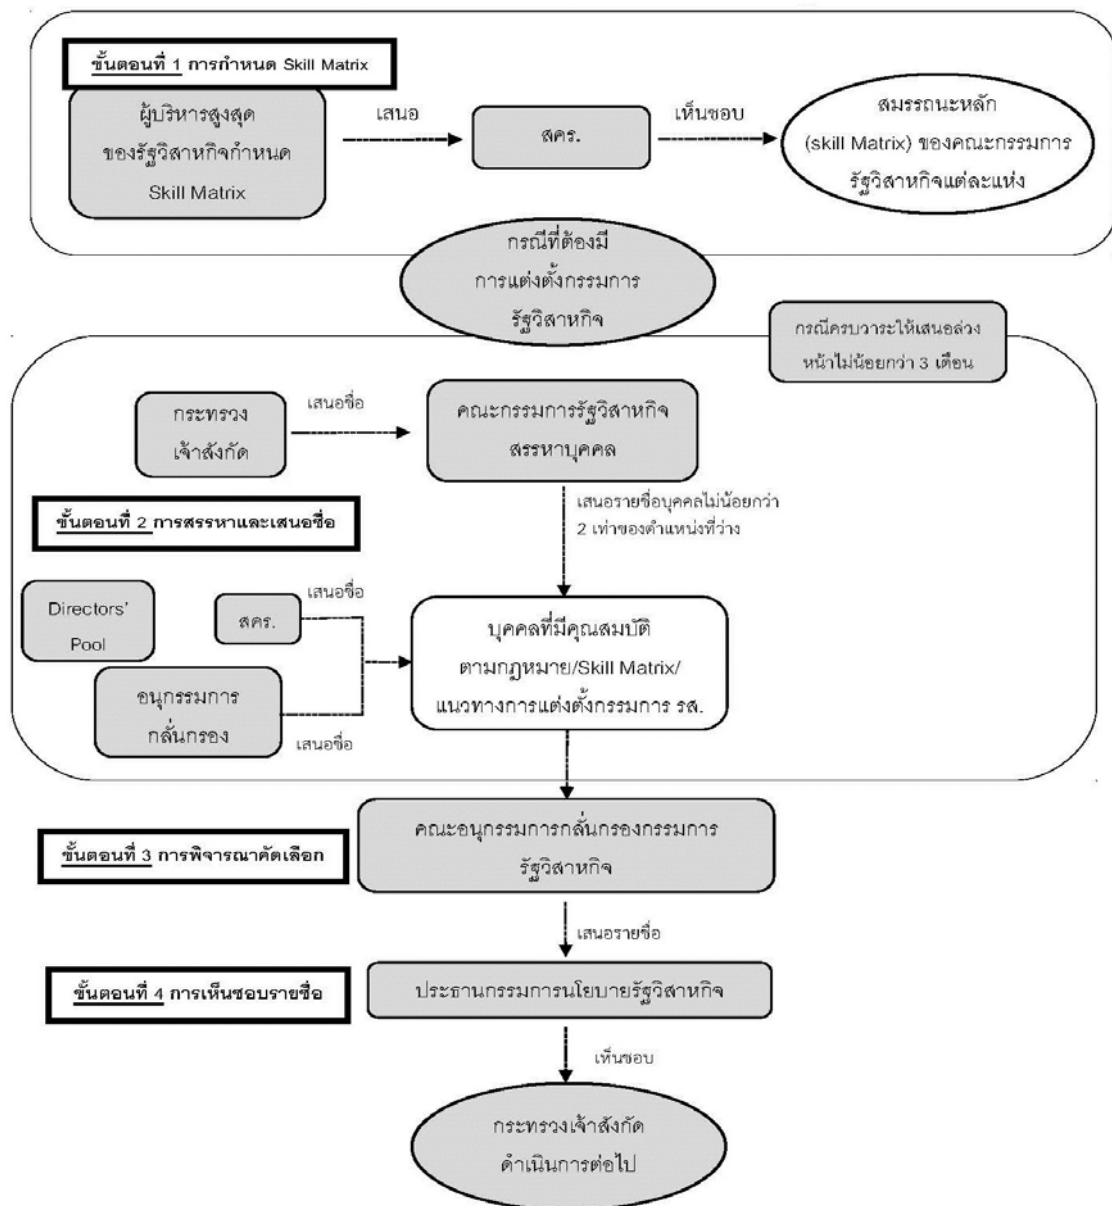 ขั้นตอนที่ 1 การกำหนด Skill Matrix
ผู้บริหารสูงสุด
ของรัฐวิสาหกิจกำหนด
Skill Matrix
เสนอ
สคร.
เห็นชอบ
สมรรถนะหลัก
(skill Matrix) ของคณะกรรมการ
รัฐวิสาหกิจแต่ละแห่ง
กรณีที่ต้องมี
การแต่งตั้งกรรมการ
รัฐวิสาหกิจ
กรณีครบวาระให้เสนอล่วง
หน้าไม่น้อยกว่า 3 เดือน
กระทรวง
เจ้าสังกัด
เสนอชื่อ
คณะกรรมการรัฐวิสาหกิจ
สรรหาบุคคล
เสนอรายชื่อบุคคลไม่น้อยกว่า
2 เท่าของตำแหน่งที่ว่าง
ขั้นตอนที่ 2 การสรรหาและเสนอชื่อ
Directors'
Pool
สคร.
เสนอชื่อ
อนุกรรมการ
กลั่นกรอง
เสนอชื่อ
บุคคลที่มีคุณสมบัติ
ตามกฎหมาย/Skill Matrix/
แนวทางการแต่งตั้งกรรมการ รส.
ขั้นตอนที่ 3 การพิจารณาคัดเลือก
คณะอนุกรรมการกลั่นกรองกรรมการ
รัฐวิสาหกิจ
เสนอรายชื่อ
ขั้นตอนที่ 4 การเห็นชอบรายชื่อ
ประธานกรรมการนโยบายรัฐวิสาหกิจ
เห็นชอบ
กระทรวงเจ้าสังกัด
ดำเนินการต่อไป